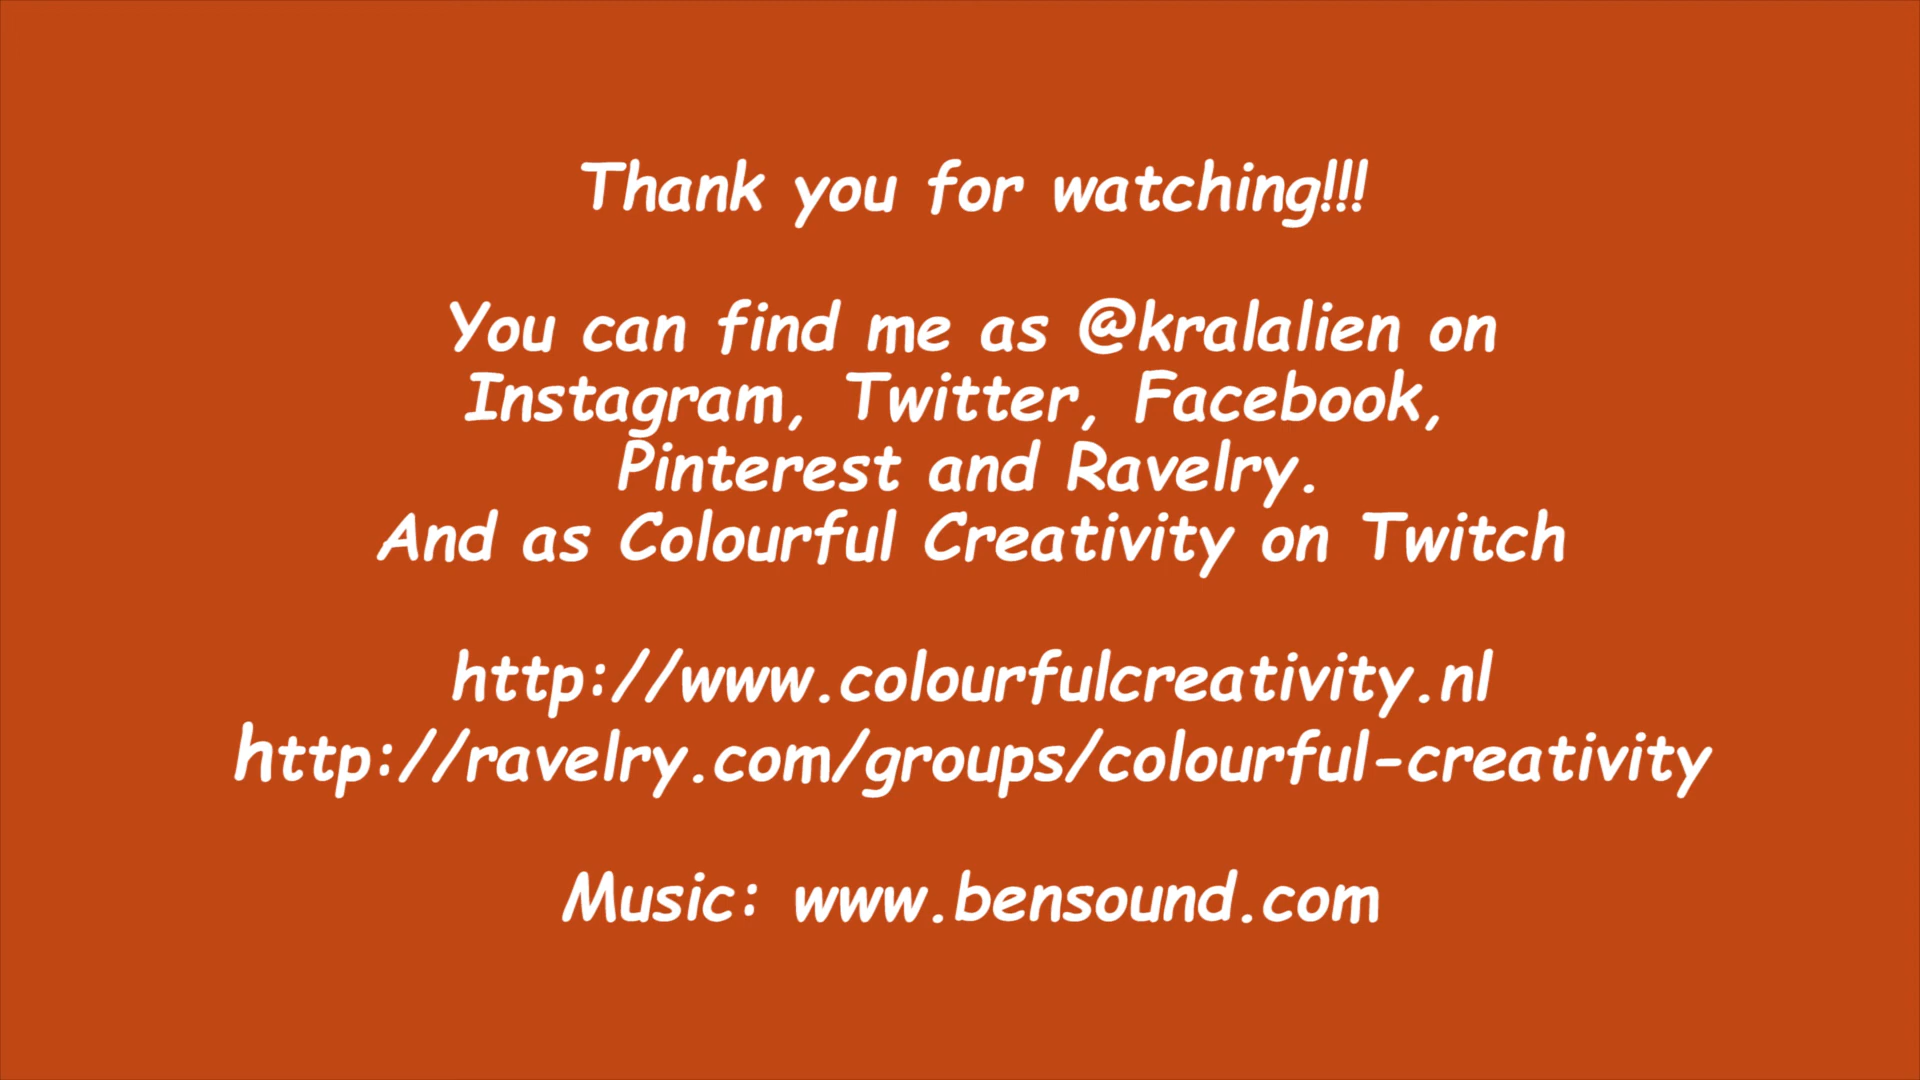 Thank you for watching!!!
You can find me as @kralalien on
Instagram, Twitter, Facebook,
Pinterest and Ravelry.
And as Colourful Creativity on Twitch
http://www.colourfulcreativity.nl
http://ravelry.com/groups/colourful-creativity
Music: www.bensound.com